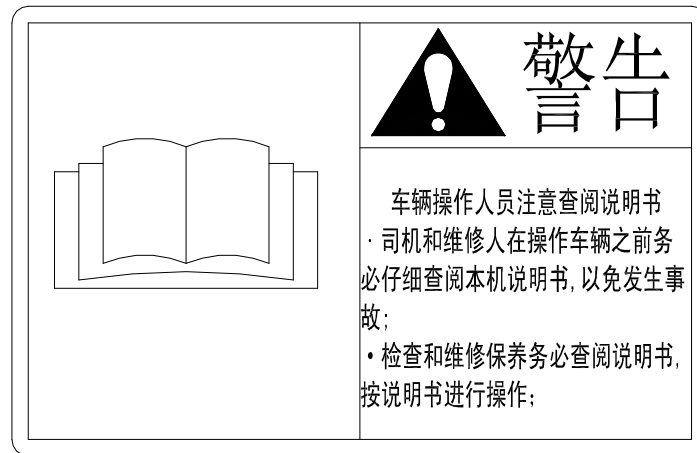 警告
车辆操作人员注意查阅说明书
·司机和维修人在操作车辆之前务
必仔细查阅本机说明书,以免发生事
故;
•检查和维修保养务必查阅说明书,
按说明书进行操作;